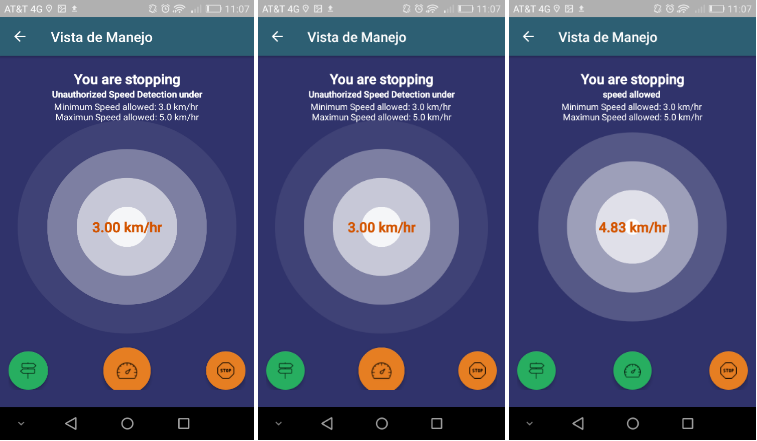 AT&T 4G 11:07
Vista de Manejo
You are stopping
Unauthorized Speed Detection under
Minimum Speed allowed: 3.0 km/hr
Maximun Speed allowed: 5.0 km/hr
3.00 km/hr
STOP
AT&T 4G 11:07
Vista de Manejo
You are stopping
Unauthorized Speed Detection under
Minimum Speed allowed: 3.0 km/hr
Maximun Speed allowed: 5.0 km/hr
3.00 km/hr
STOP
AT&T 4G 11:07
Vista de Manejo
You are stopping
speed allowed
Minimum Speed allowed: 3.0 km/hr
Maximun Speed allowed: 5.0 km/hr
4.83 km/hr
STOP